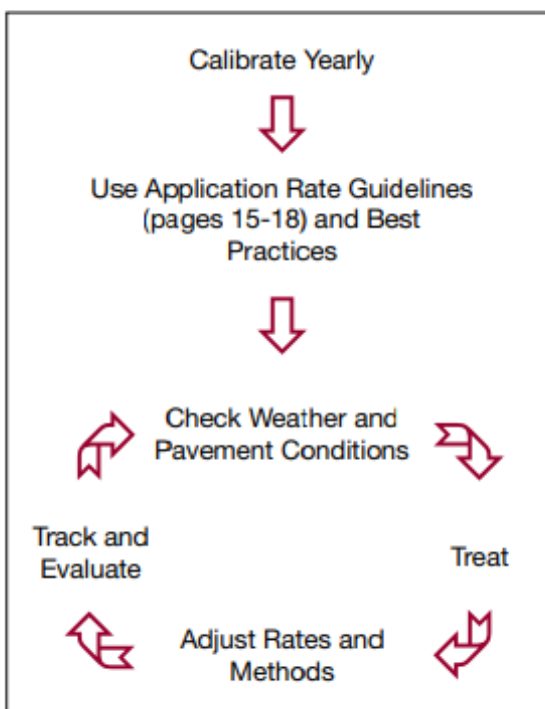 Calibrate Yearly
Use Application Rate Guidelines
(pages 15-18) and Best
Practices
Check Weather and
Pavement Conditions
Treat
Adjust Rates and
Methods
Track and
Evaluate